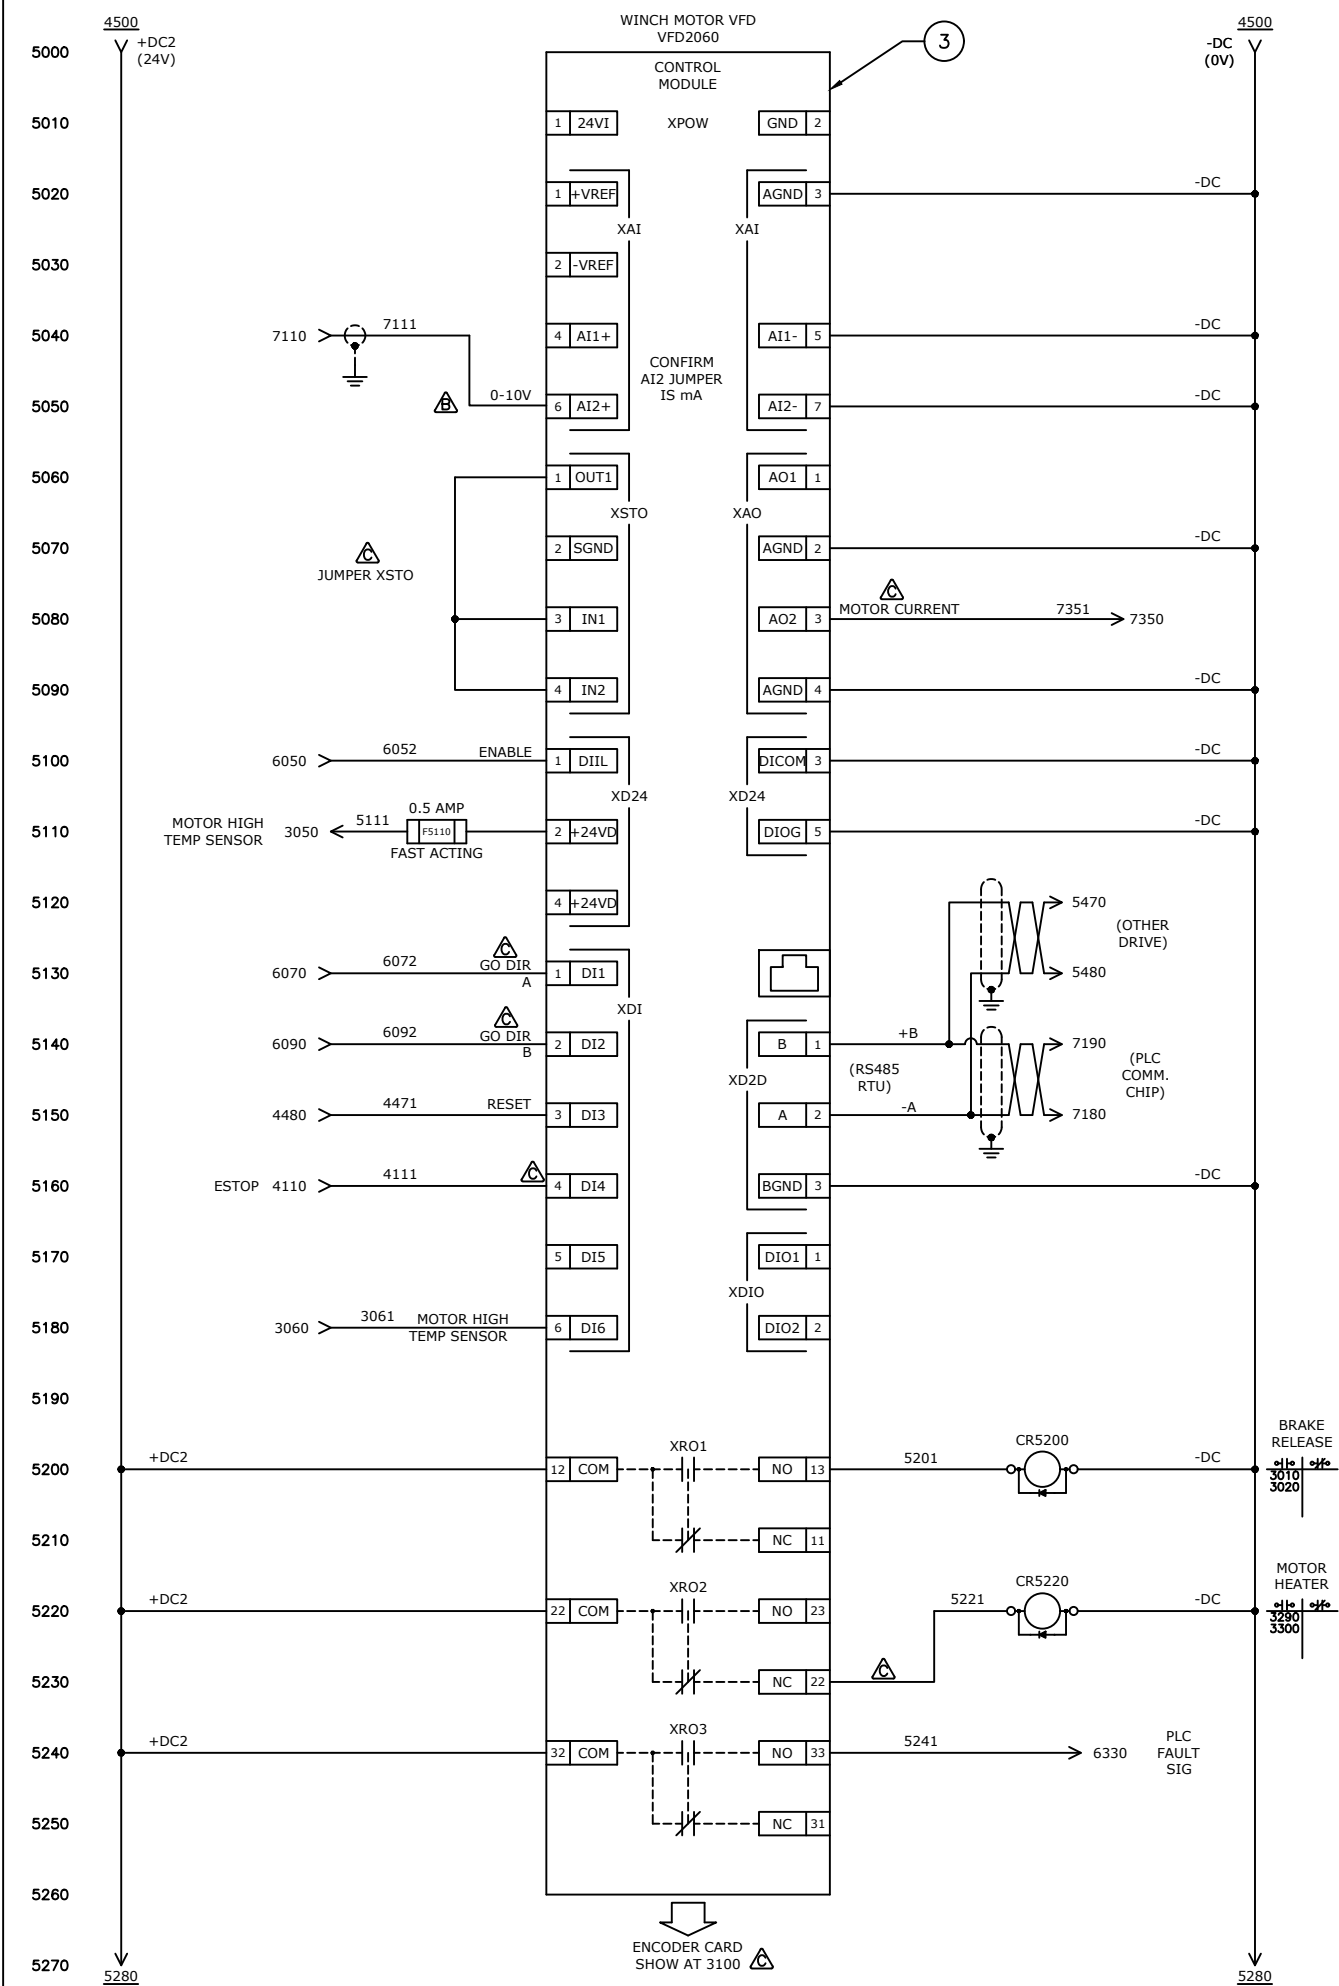 4500
WINCH MOTOR VFD
VFD2060
4500
5000
+DC2
(24V)
3
-DC
(0V)
CONTROL
MODULE
5010
1 24VI
XPOW
GND 2
5020
1 +VREF
AGND 3
-DC
XAI
XAI
5030
2 -VREF
5040
7110
7111
4 AI1+
AI1- 5
-DC
CONFIRM
AI2 JUMPER
IS mA
5050
B
0-10V
6 AI2+
AI2- 7
-DC
5060
1 OUT1
AO1 1
XSTO
XAO
5070
C
JUMPER XSTO
2 SGND
AGND 2
-DC
5080
3 IN1
AO2 3
C
MOTOR CURRENT
7351
7350
5090
4 IN2
AGND 4
-DC
5100
6050
6052
ENABLE
1 DIIL
DICOM 3
-DC
XD24
XD24
5110
MOTOR HIGH
TEMP SENSOR
3050
5111
0.5 AMP
F5110
FAST ACTING
2 +24VD
DIOG 5
-DC
5120
4 +24VD
5470
(OTHER
DRIVE)
5480
5130
6070
6072
C
GO DIR
A
1 DI1
XDI
5140
6090
6092
C
GO DIR
B
2 DI2
B 1
+B
7190
XD2D
(RS485
RTU)
(PLC
COMM.
CHIP)
5150
4480
4471
RESET
3 DI3
A 2
-A
7180
5160
ESTOP
4110
4111
C
4 DI4
BGND 3
-DC
5170
5 DI5
DIO1 1
XDIO
5180
3060
3061
MOTOR HIGH
TEMP SENSOR
6 DI6
DIO2 2
5190
5200
+DC2
12 COM
XRO1
NO 13
5201
CR5200
-DC
BRAKE
RELEASE
3010
3020
5210
NC 11
5220
+DC2
22 COM
XRO2
NO 23
5221
CR5220
-DC
MOTOR
HEATER
3290
3300
5230
NC 22
C
5240
+DC2
32 COM
XRO3
NO 33
5241
6330
PLC
FAULT
SIG
5250
NC 31
5260
ENCODER CARD
SHOW AT 3100
C
5270
5280
5280